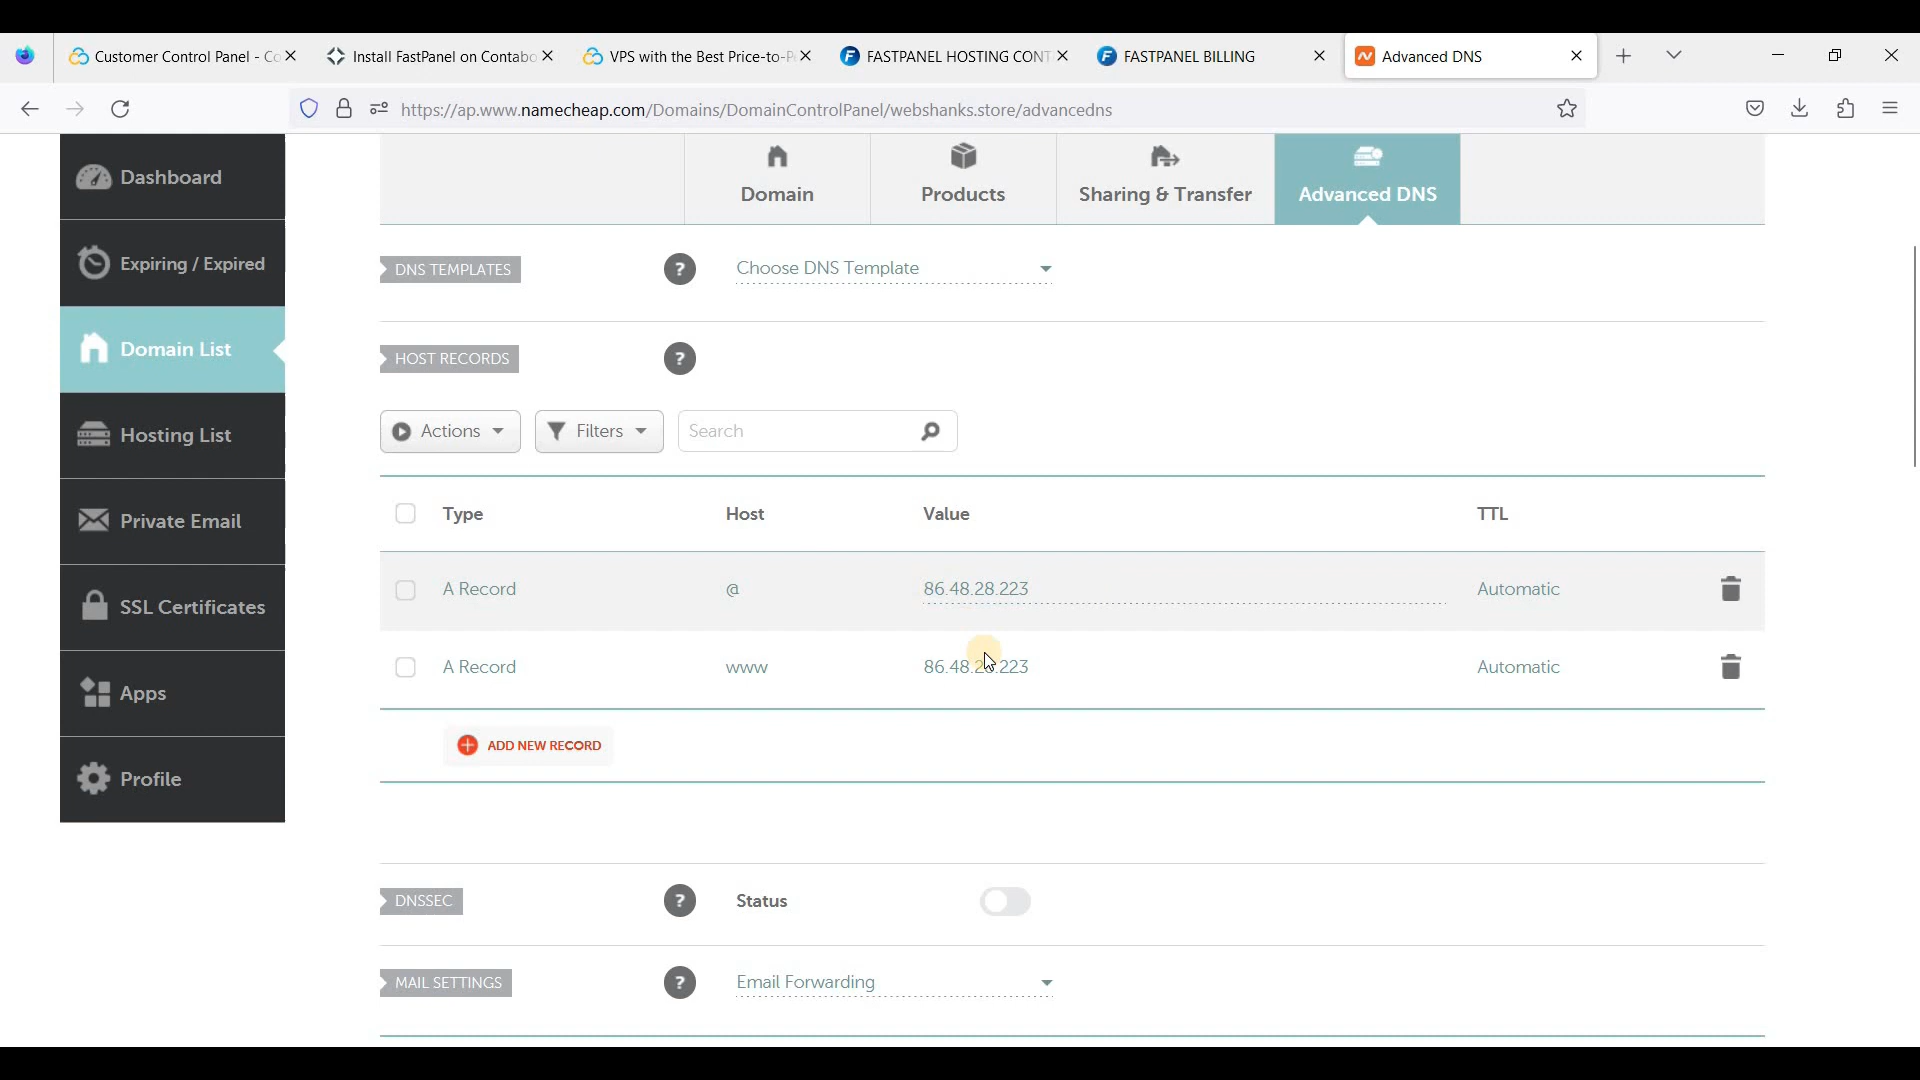 Customer Control Panel - Co
Install FastPanel on Contabo
VPS with the Best Price-to-P
FASTPANEL HOSTING CONT
FASTPANEL BILLING
Advanced DNS
https://ap.www.namecheap.com/Domains/DomainControlPanel/webshanks.store/advancedns
Dashboard
Expiring / Expired
Domain List
Hosting List
Private Email
SSL Certificates
Apps
Profile
Domain
Products
Sharing & Transfer
Advanced DNS
DNS TEMPLATES
? Choose DNS Template
HOST RECORDS
?
Actions
Filters
Search
Type Host Value TTL
A Record @ 86.48.28.223 Automatic
A Record www 86.48.28.223 Automatic
ADD NEW RECORD
DNSSEC
? Status
MAIL SETTINGS
? Email Forwarding